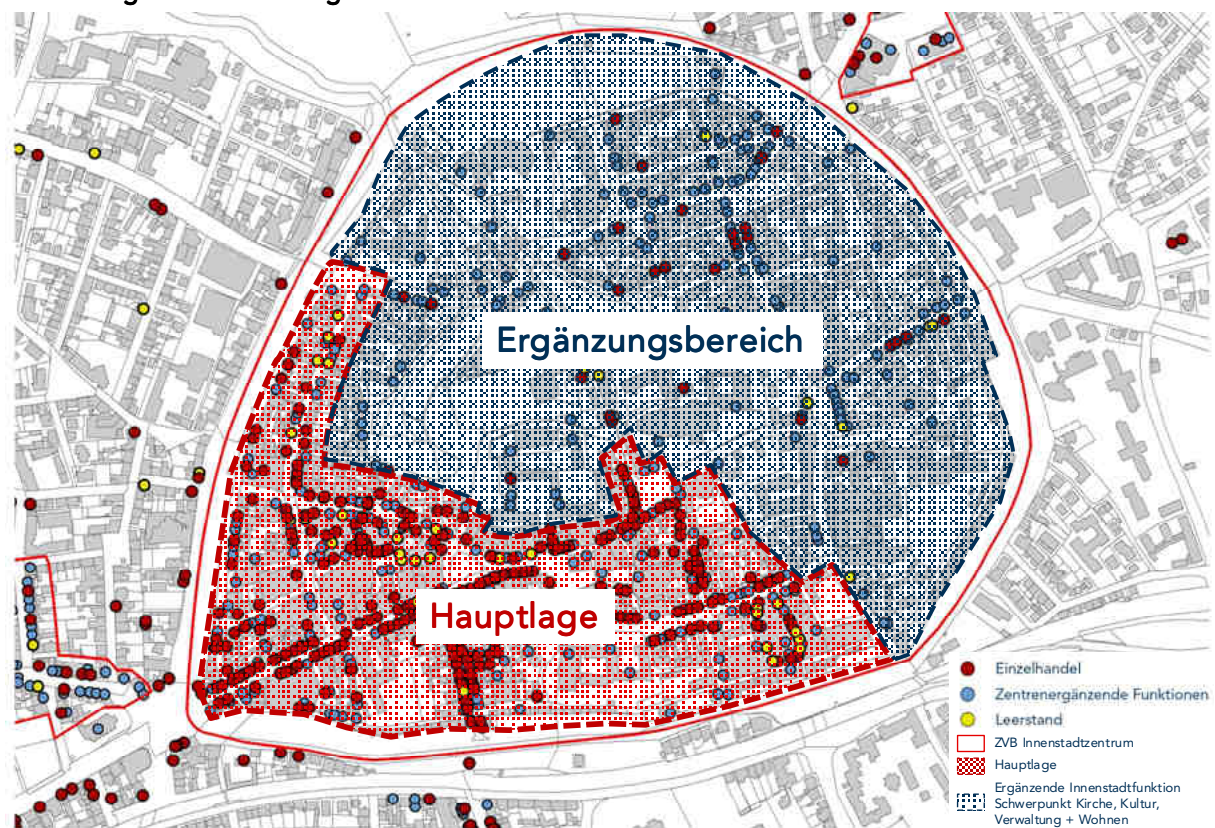 Ergänzungsbereich
Hauptlage
Einzelhandel
Zentrenergänzende Funktionen
Leerstand
ZVB Innenstadtzentrum
Hauptlage
Ergänzende Innenstadtfunktion
Schwerpunkt Kirche, Kultur,
Verwaltung + Wohnen